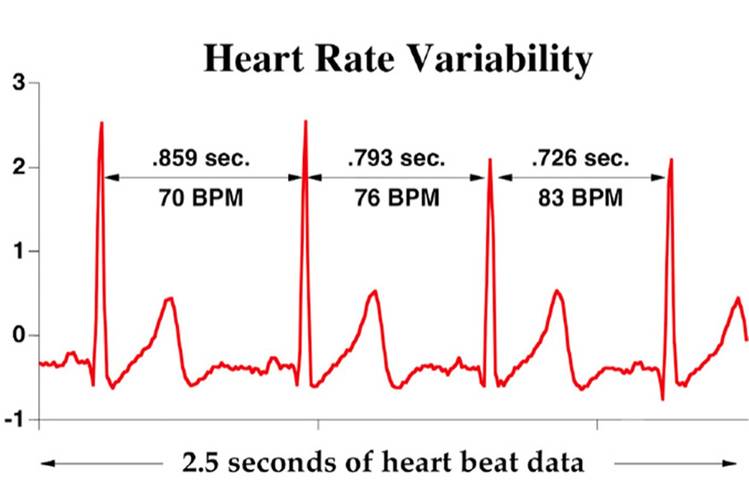 Heart Rate Variability
3
.859 sec. .793 sec. .726 sec.
2
70 BPM 76 BPM 83 BPM
1
0
-1
2.5 seconds of heart beat data